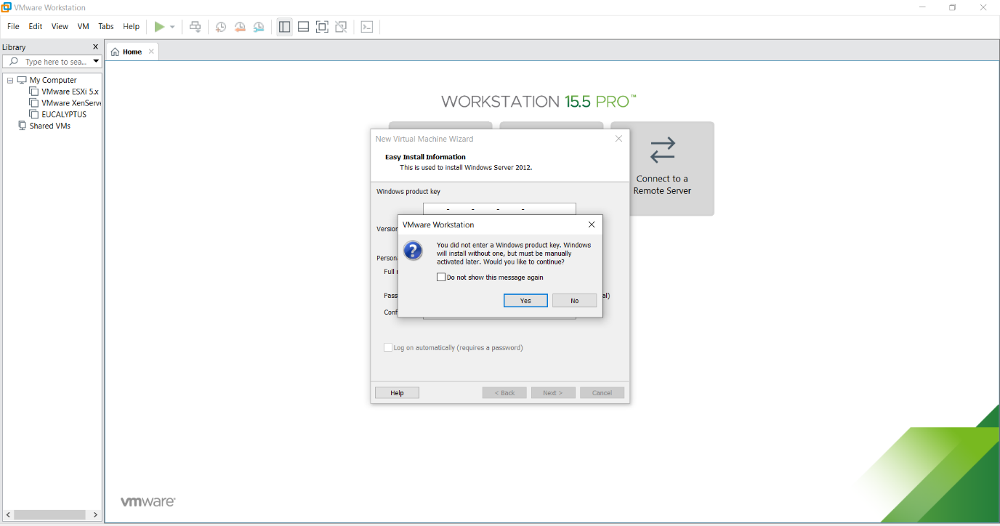 VMware Workstation
File Edit View VM Tabs Help
Library
Type here to sea...
Home
My Computer
VMware ESXi 5.x
VMware XenServe
EUCALYPTUS
Shared VMs
WORKSTATION 15.5 PRO™
Connect to a
Remote Server
New Virtual Machine Wizard
Easy Install Information
This is used to install Windows Server 2012.
Windows product key
- - - -
Version
Persona
Full
Pass
al)
Conf
VMware Workstation
You did not enter a Windows product key. Windows
will install without one, but must be manually
activated later. Would you like to continue?
Do not show this message again
Yes No
Log on automatically (requires a password)
Help < Back Next > Cancel
vmware®